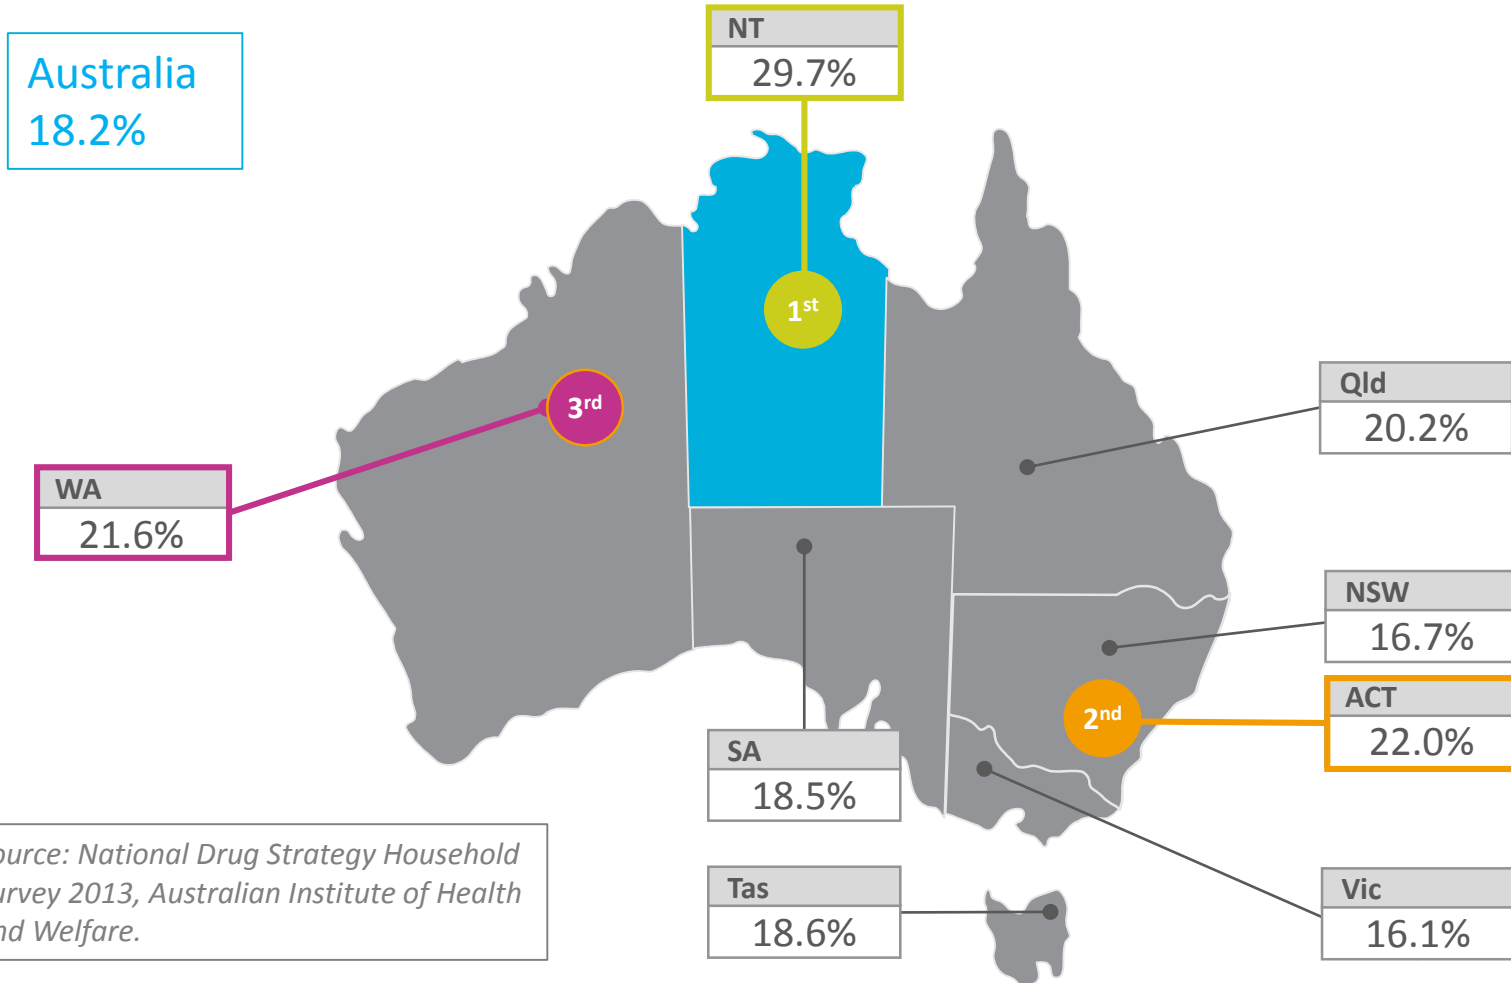 Australia
18.2%
NT
29.7%
1st
3rd
WA
21.6%
Qld
20.2%
NSW
16.7%
2nd
ACT
22.0%
SA
18.5%
Tas
18.6%
Vic
16.1%
ource: National Drug Strategy Household
urvey 2013, Australian Institute of Health
nd Welfare.